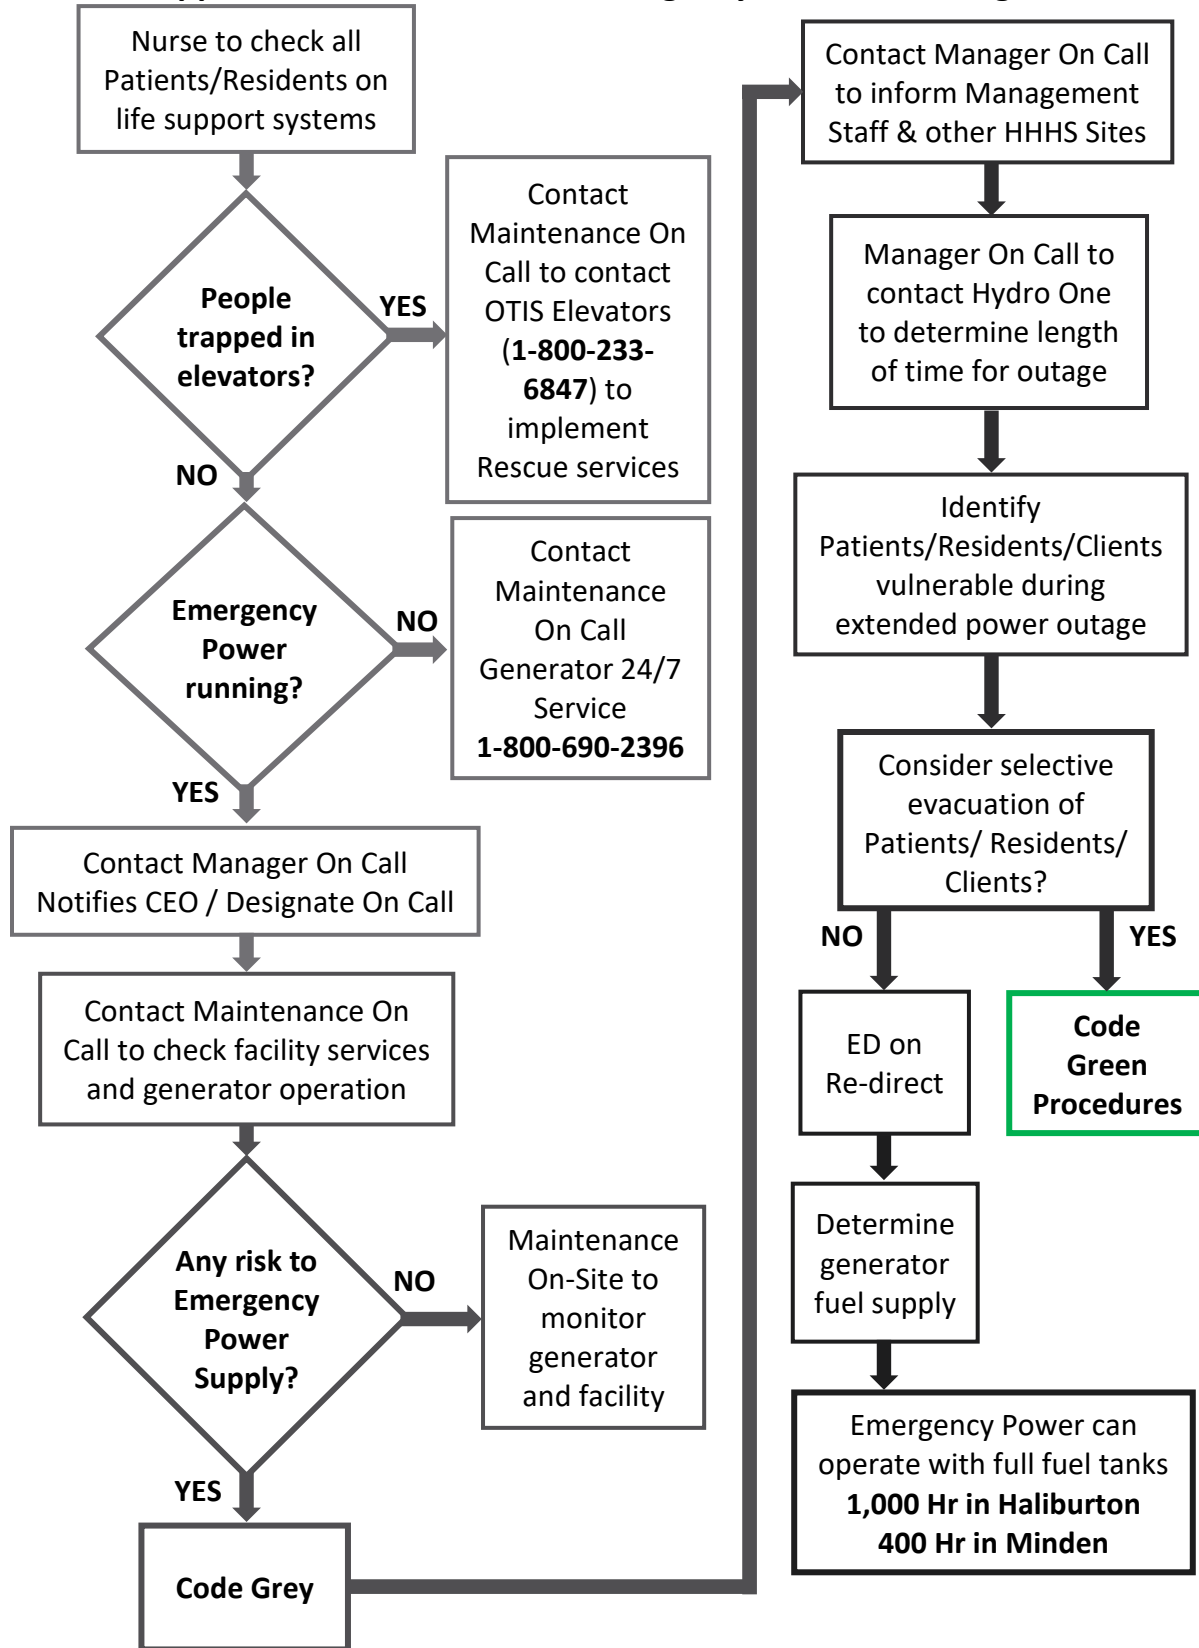 Nurse to check all
Patients/Residents on
life support systems
People
trapped in
elevators?
YES
Contact
Maintenance On
Call to contact
OTIS Elevators
(1-800-233-
6847) to
implement
Rescue services
NO
Emergency
Power
running?
NO
Contact
Maintenance
On Call
Generator 24/7
Service
1-800-690-2396
YES
Contact Manager On Call
Notifies CEO / Designate On Call
Contact Maintenance On
Call to check facility services
and generator operation
Any risk to
Emergency
Power
Supply?
NO
Maintenance
On-Site to
monitor
generator
and facility
YES
Code Grey
Contact Manager On Call
to inform Management
Staff & other HHHS Sites
Manager On Call to
contact Hydro One
to determine length
of time for outage
Identify
Patients/Residents/Clients
vulnerable during
extended power outage
Consider selective
evacuation of
Patients/ Residents/
Clients?
NO
YES
ED on
Re-direct
Code
Green
Procedures
Determine
generator
fuel supply
Emergency Power can
operate with full fuel tanks
1,000 Hr in Haliburton
400 Hr in Minden